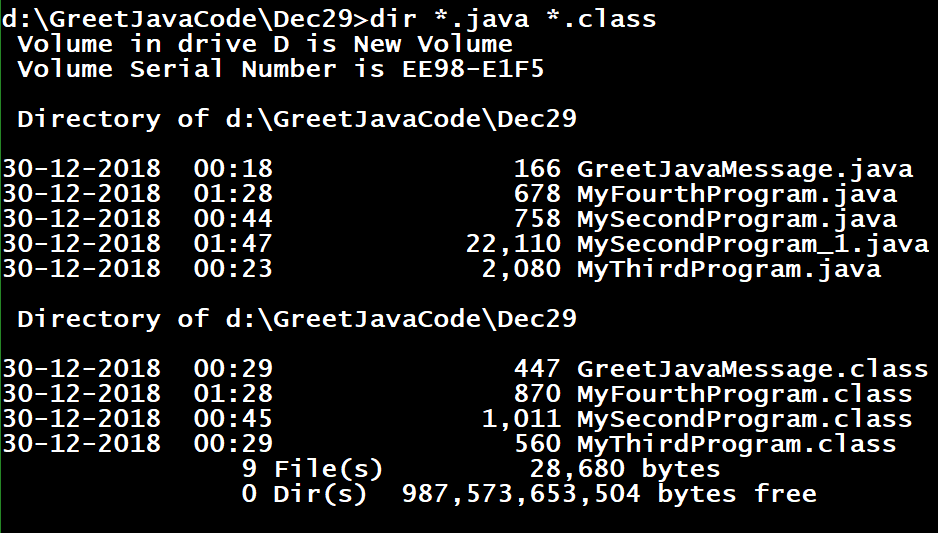 d:\GreetJavaCode\Dec29>dir *.java *.class
 Volume in drive D is New Volume
 Volume Serial Number is EE98-E1F5

 Directory of d:\GreetJavaCode\Dec29

30-12-2018  00:18               166 GreetJavaMessage.java
30-12-2018  01:28               678 MyFourthProgram.java
30-12-2018  00:44               758 MySecondProgram.java
30-12-2018  01:47            22,110 MySecondProgram_1.java
30-12-2018  00:23             2,080 MyThirdProgram.java

 Directory of d:\GreetJavaCode\Dec29

30-12-2018  00:29               447 GreetJavaMessage.class
30-12-2018  01:28               870 MyFourthProgram.class
30-12-2018  00:45             1,011 MySecondProgram.class
30-12-2018  00:29               560 MyThirdProgram.class
               9 File(s)         28,680 bytes
               0 Dir(s)  987,573,653,504 bytes free